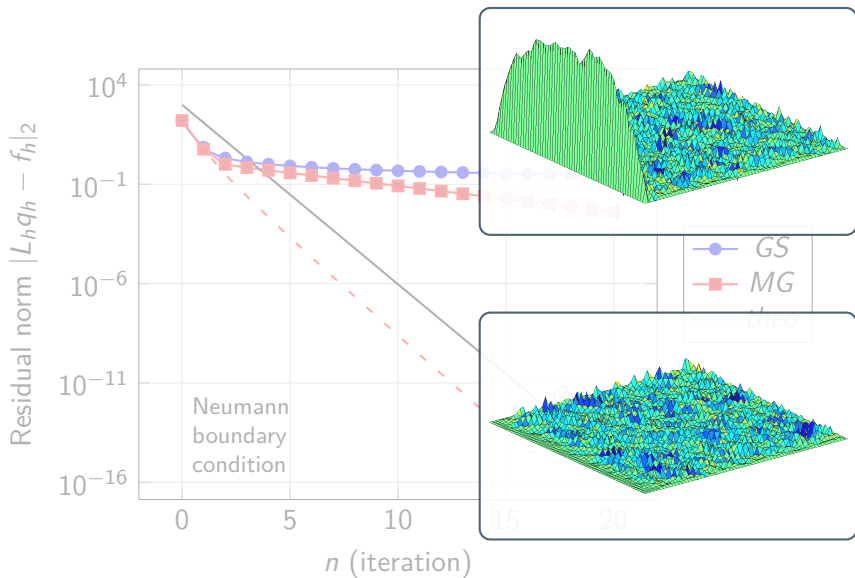 10^4
10^−1
10^−6
10^−11
10^−16
Residual norm |L_h q_h − f_h|_2
Neumann
boundary
condition
0
5
10
15
20
n (iteration)
GS
MG
theo